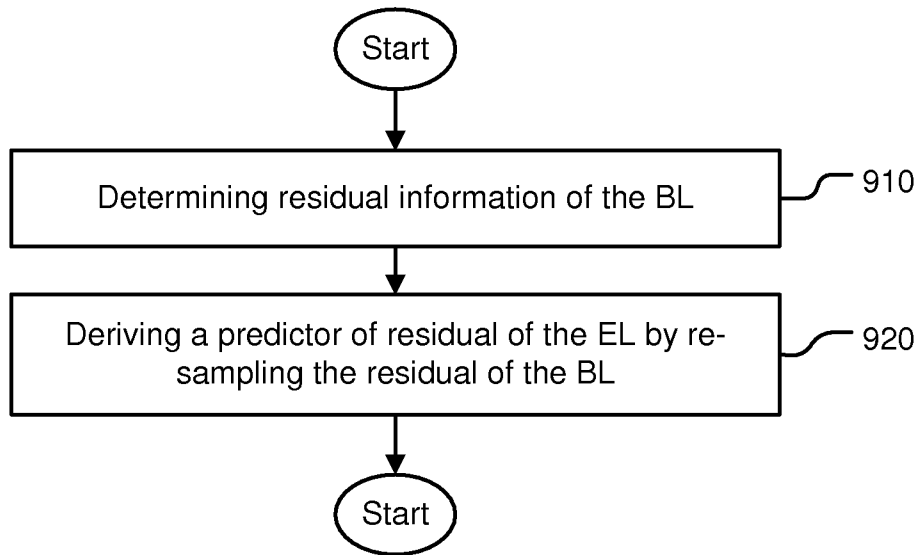 Start
Determining residual information of the BL
910
Deriving a predictor of residual of the EL by re-
sampling the residual of the BL
920
Start